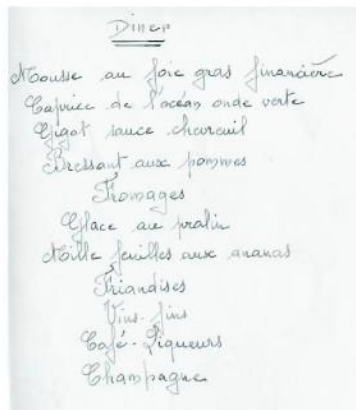 Diner
Mousse au foie gras financière
Caprice de l'océan onde verte
Gigot sauce chevreuil
Bressant aux pommes
Fromages
Glace au pralin
Mille feuilles aux ananas
Friandises
Vins fins
Café - Liqueurs
Champagne